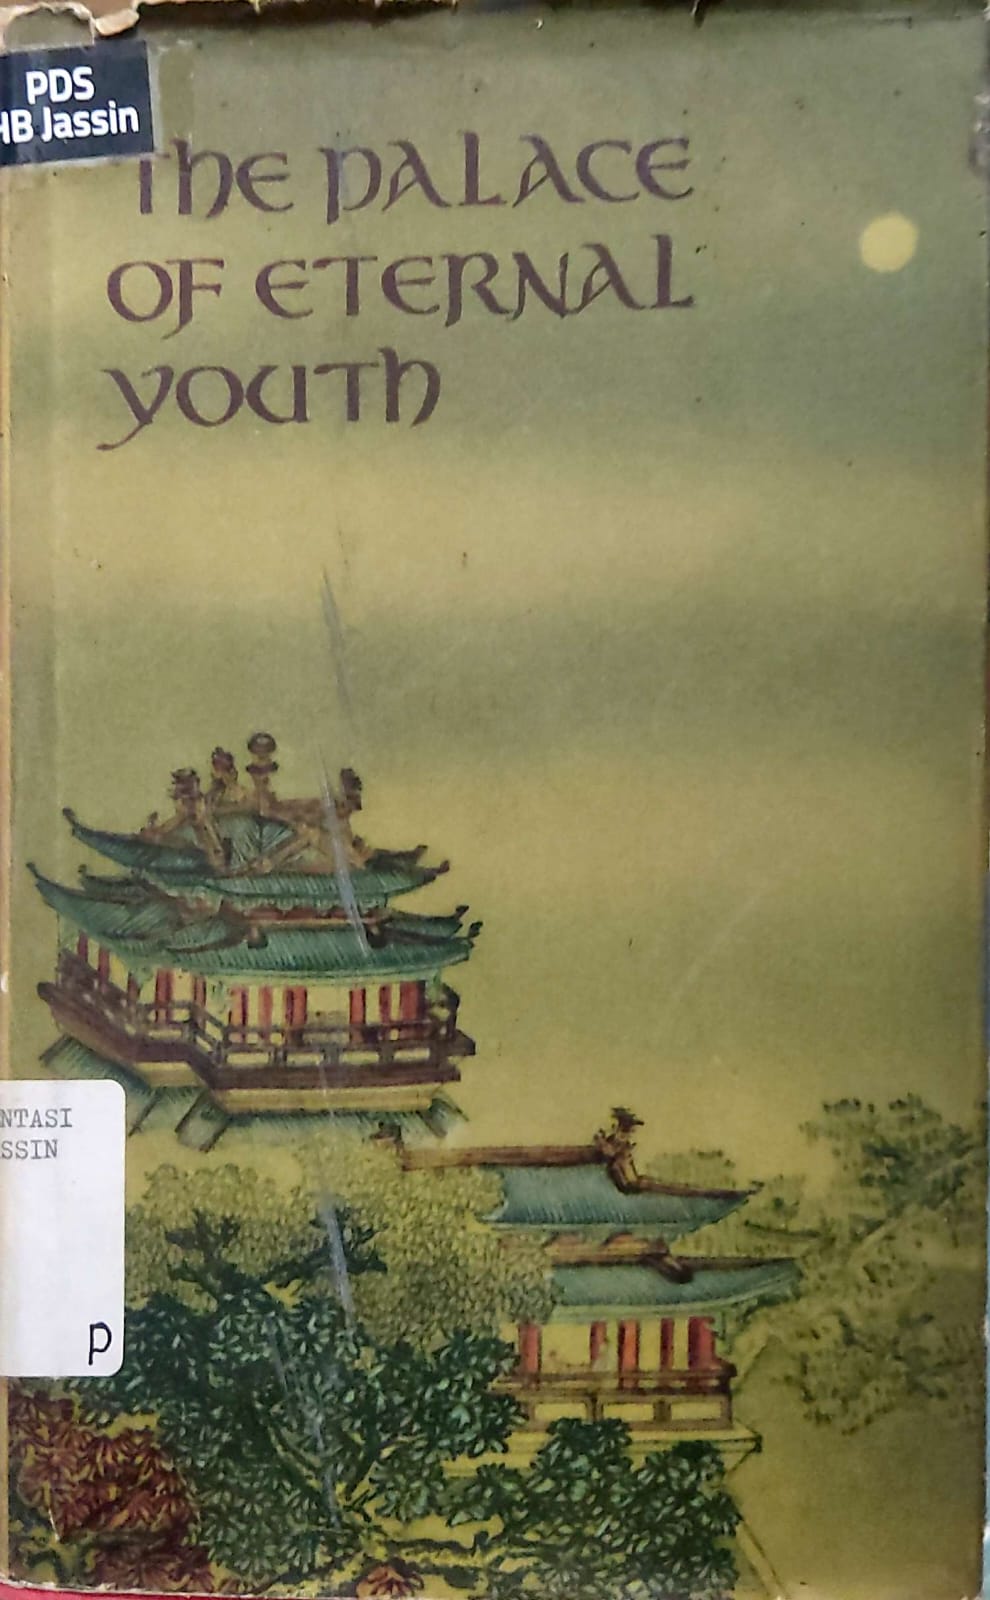 PDS
HB Jassin
The Palace
of Eternal
Youth
NTASI
SSIN
p